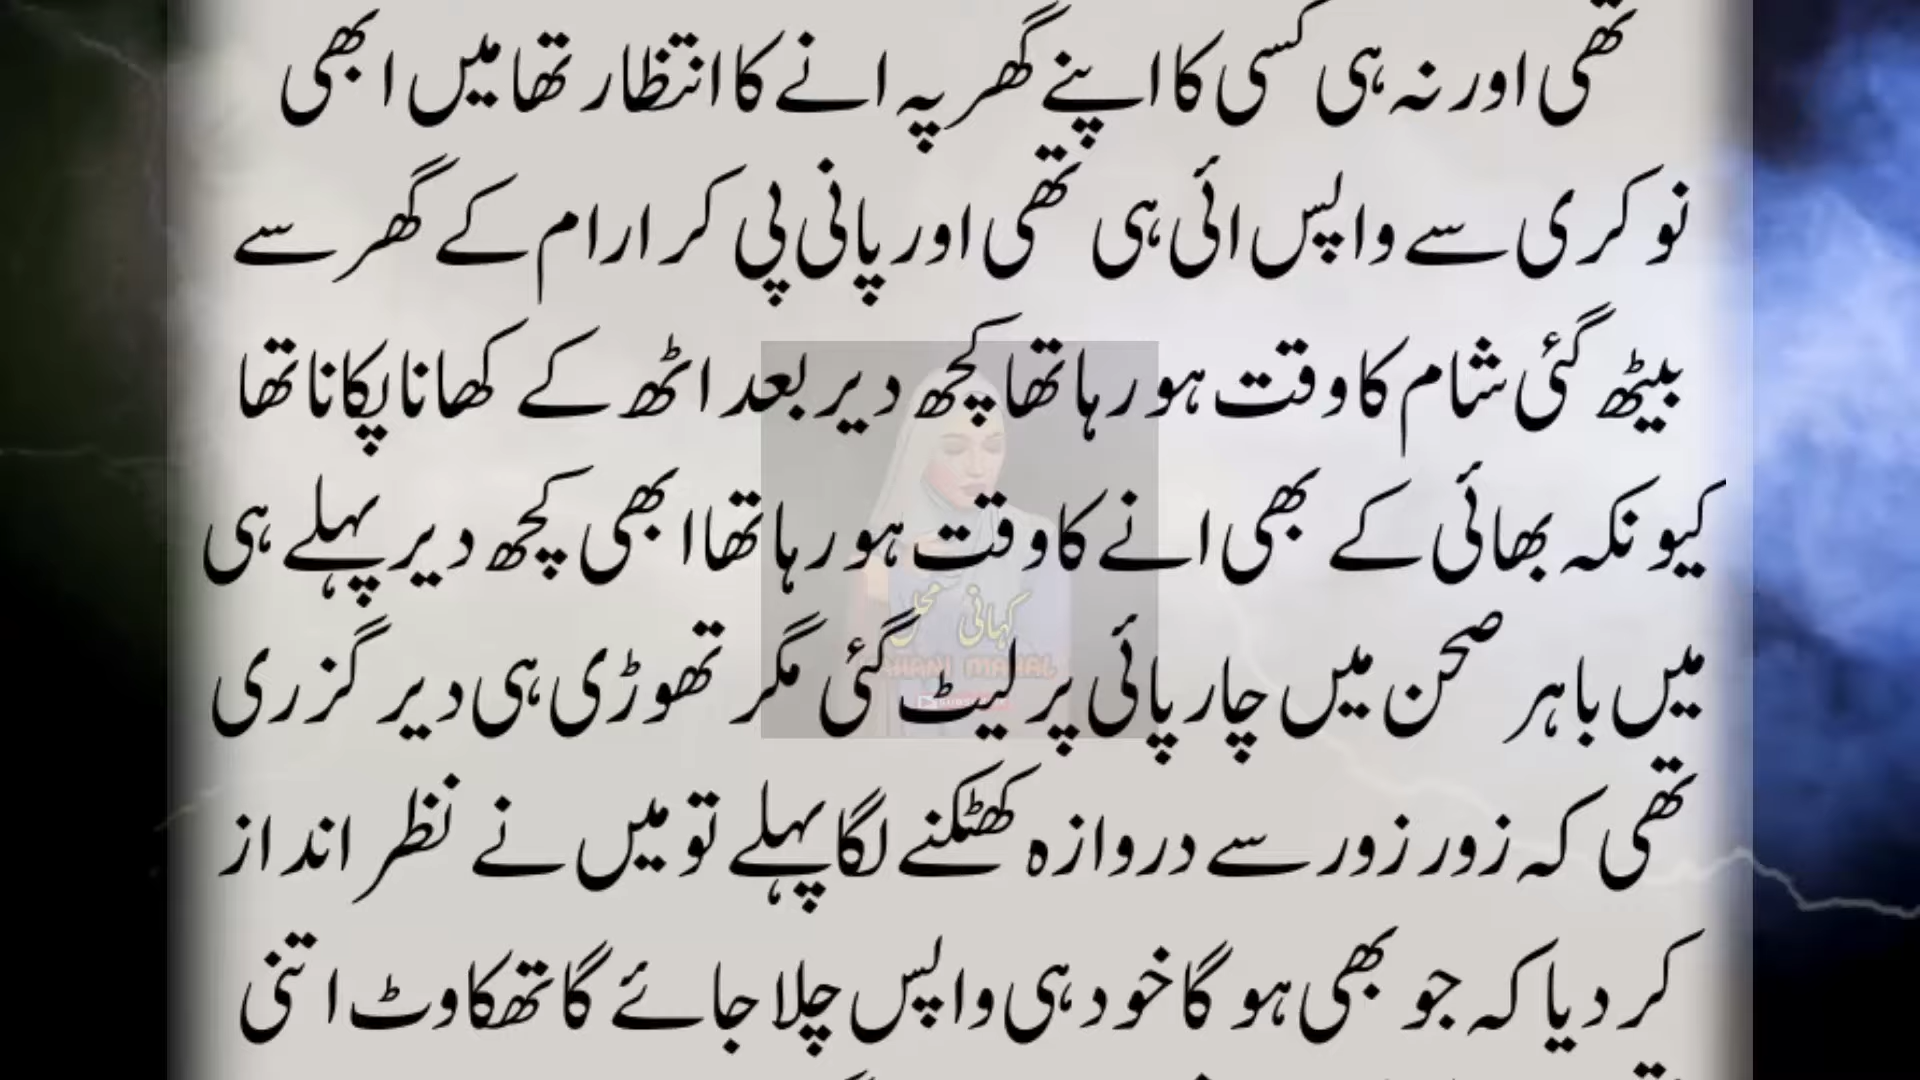 تھی اور نہ ہی کسی کا اپنے گھر پہ انے کا انتظار تھا میں ابھی
نوکری سے واپس ائی ہی تھی اور پانی پی کر ارام کے گھر سے
بیٹھ گئی شام کا وقت ہو رہا تھا کچھ دیر بعد اٹھ کے کھانا پکانا تھا
کیونکہ بھائی کے بھی انے کا وقت ہو رہا تھا ابھی کچھ دیر پہلے ہی
کہانی محل
KAHANI MAHAL
میں باہر صحن میں چارپائی پر لیٹ گئی مگر تھوڑی ہی دیر گزری
تھی کہ زور زور سے دروازہ کھٹکنے لگا پہلے تو میں نے نظر انداز
کر دیا کہ جو بھی ہو گا خود ہی واپس چلا جائے گا تھکاوٹ اتنی